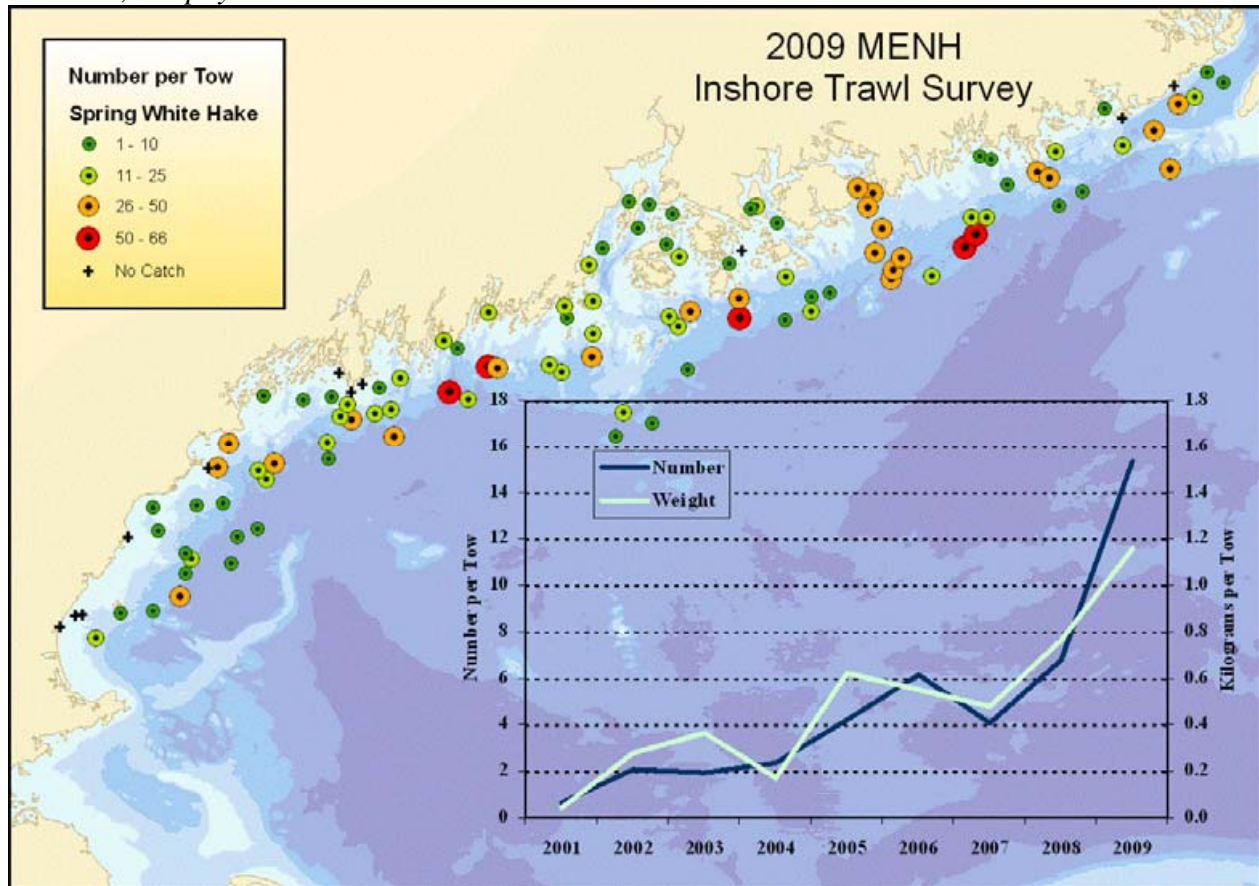 2009 MENH
Inshore Trawl Survey
Number per Tow
Spring White Hake
1 - 10
11 - 25
26 - 50
50 - 66
No Catch
Number
Weight
Number per Tow
18
16
14
12
10
8
6
4
2
0
Kilograms per Tow
1.8
1.6
1.4
1.2
1.0
0.8
0.6
0.4
0.2
0.0
2001 2002 2003 2004 2005 2006 2007 2008 2009